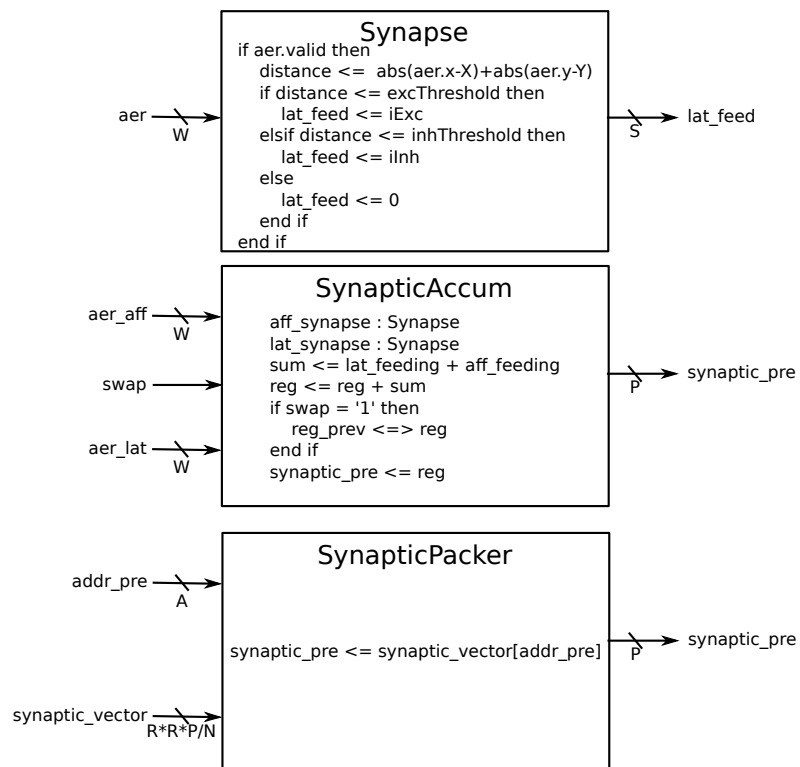 Synapse
if aer.valid then
distance <= abs(aer.x-X)+abs(aer.y-Y)
if distance <= excThreshold then
lat_feed <= iExc
elsif distance <= inhThreshold then
lat_feed <= iInh
else
lat_feed <= 0
end if
end if
aer
W
S
lat_feed
SynapticAccum
aff_synapse : Synapse
lat_synapse : Synapse
sum <= lat_feeding + aff_feeding
reg <= reg + sum
if swap = '1' then
reg_prev <=> reg
end if
synaptic_pre <= reg
aer_aff
W
swap
aer_lat
W
P
synaptic_pre
SynapticPacker
addr_pre
A
synaptic_pre <= synaptic_vector[addr_pre]
P
synaptic_pre
synaptic_vector
R*R*P/N